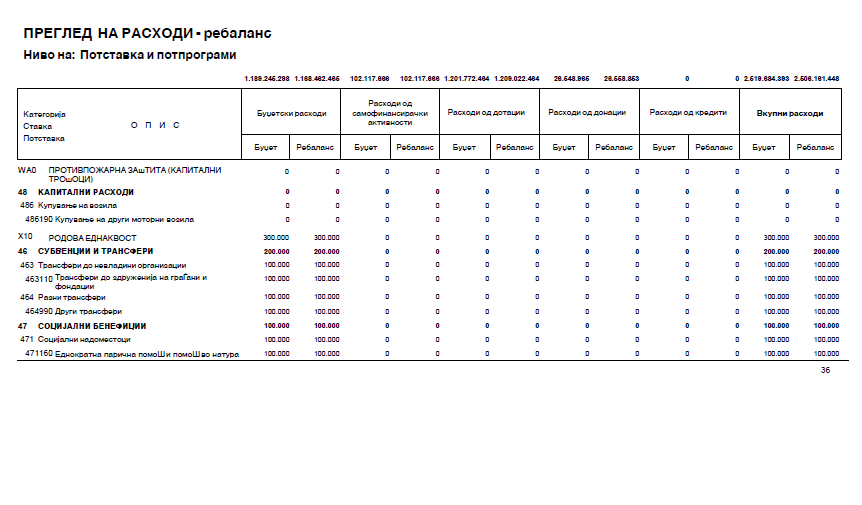 ПРЕГЛЕД НА РАСХОДИ - ребаланс
Ниво на: Потставка и потпрограми
1.189.245.298 1.168.462.465 102.117.666 102.117.666 1.201.772.464 1.209.022.464 26.548.965 26.558.853 0 0 2.519.684.393 2.506.161.448
Категорија
Ставка
Потставка
О П И С
Буџетски расходи
Расходи од
самофинансирачки
активности
Расходи од дотации
Расходи од донации
Расходи од кредити
Вкупни расходи
Буџет Ребаланс Буџет Ребаланс Буџет Ребаланс Буџет Ребаланс Буџет Ребаланс Буџет Ребаланс
WA0 ПРОТИВПОЖАРНА ЗАшТИТА (КАПИТАЛНИ
ТРОшОЦИ) 0 0 0 0 0 0 0 0 0 0 0 0
48 КАПИТАЛНИ РАСХОДИ 0 0 0 0 0 0 0 0 0 0 0 0
486 Купување на возила 0 0 0 0 0 0 0 0 0 0 0 0
486190 Купување на други моторни возила 0 0 0 0 0 0 0 0 0 0 0 0
X10 РОДОВА ЕДНАКВОСТ 300.000 300.000 0 0 0 0 0 0 0 0 300.000 300.000
46 СУБВЕНЦИИ И ТРАНСФЕРИ 200.000 200.000 0 0 0 0 0 0 0 0 200.000 200.000
463 Трансфери до невладини организации 100.000 100.000 0 0 0 0 0 0 0 0 100.000 100.000
463110 Трансфери до здруженија на граЃани и
фондации 100.000 100.000 0 0 0 0 0 0 0 0 100.000 100.000
464 Разни трансфери 100.000 100.000 0 0 0 0 0 0 0 0 100.000 100.000
464990 Други трансфери 100.000 100.000 0 0 0 0 0 0 0 0 100.000 100.000
47 СОЦИЈАЛНИ БЕНЕФИЦИИ 100.000 100.000 0 0 0 0 0 0 0 0 100.000 100.000
471 Социјални надоместоци 100.000 100.000 0 0 0 0 0 0 0 0 100.000 100.000
471160 Еднократна парична помоШ и помоШ во натура 100.000 100.000 0 0 0 0 0 0 0 0 100.000 100.000
36